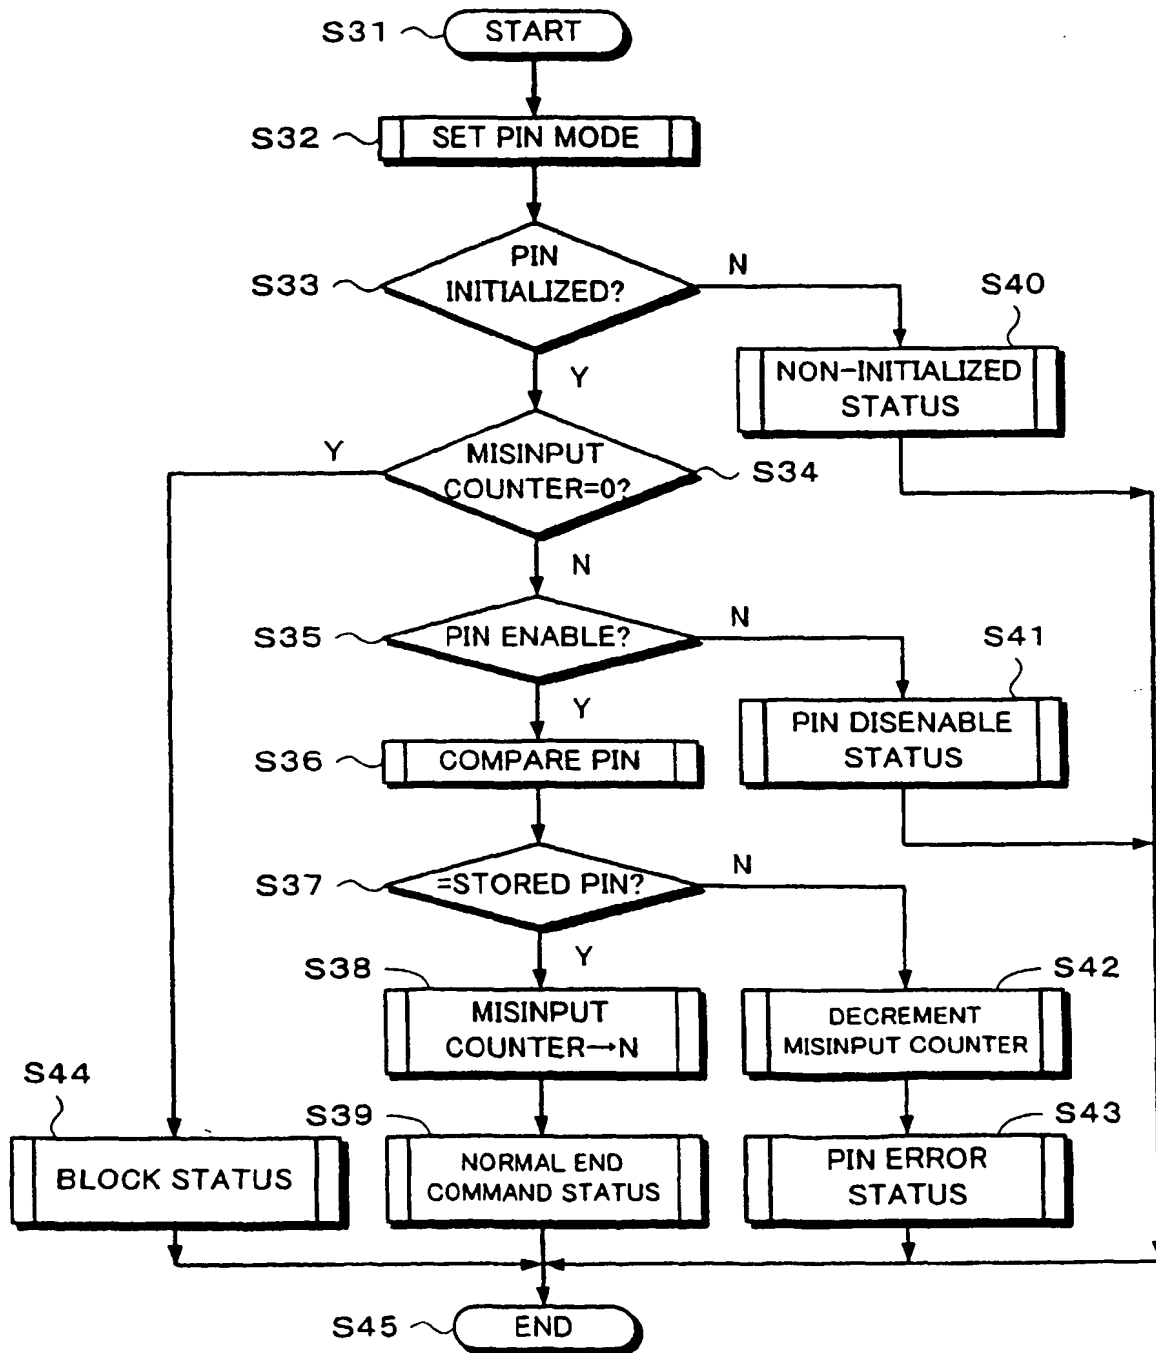 S31
START
S32
SET PIN MODE
S33
PIN
INITIALIZED?
N
S40
NON-INITIALIZED
STATUS
Y
Y
MISINPUT
COUNTER=0?
S34
N
S35
PIN ENABLE?
N
S41
PIN DISENABLE
STATUS
Y
S36
COMPARE PIN
S37
=STORED PIN?
N
Y
S38
MISINPUT
COUNTER→N
S42
DECREMENT
MISINPUT COUNTER
S44
BLOCK STATUS
S39
NORMAL END
COMMAND STATUS
S43
PIN ERROR
STATUS
S45
END